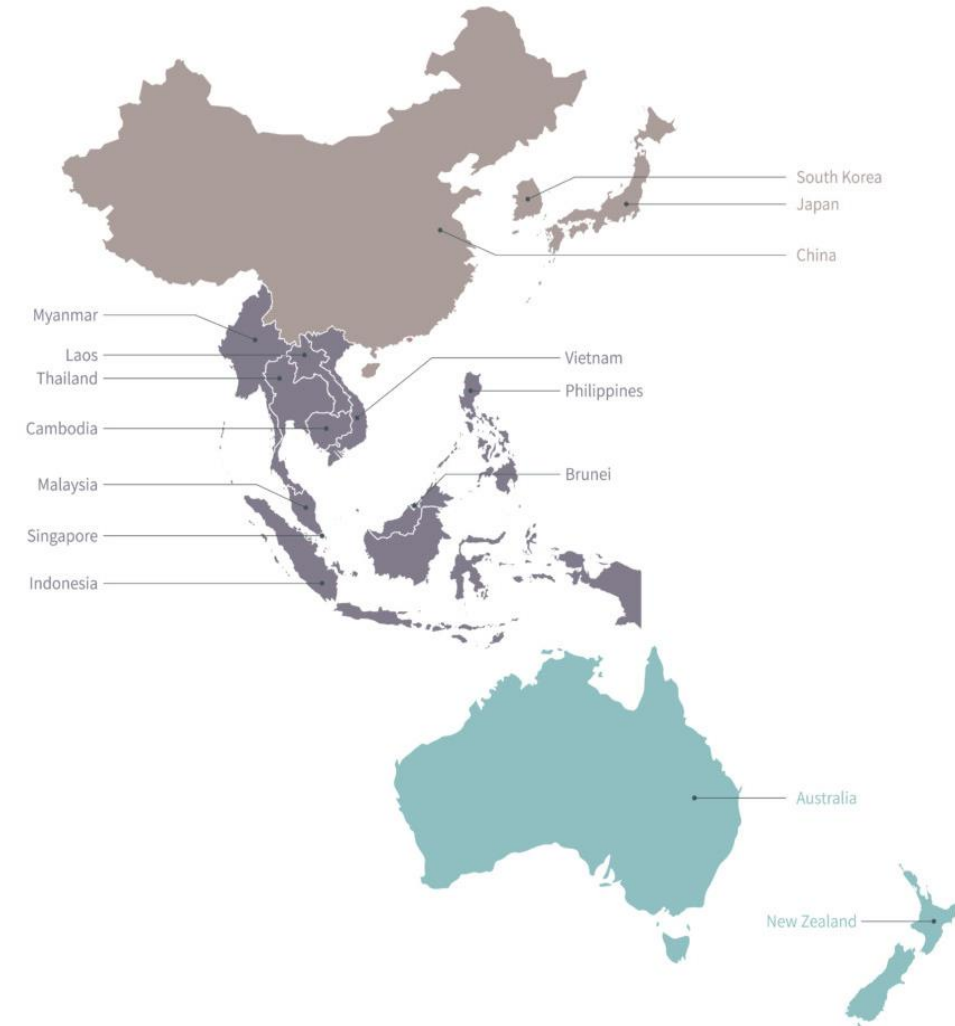 South Korea
Japan
China
Myanmar
Laos
Thailand
Cambodia
Malaysia
Singapore
Indonesia
Vietnam
Philippines
Brunei
Australia
New Zealand